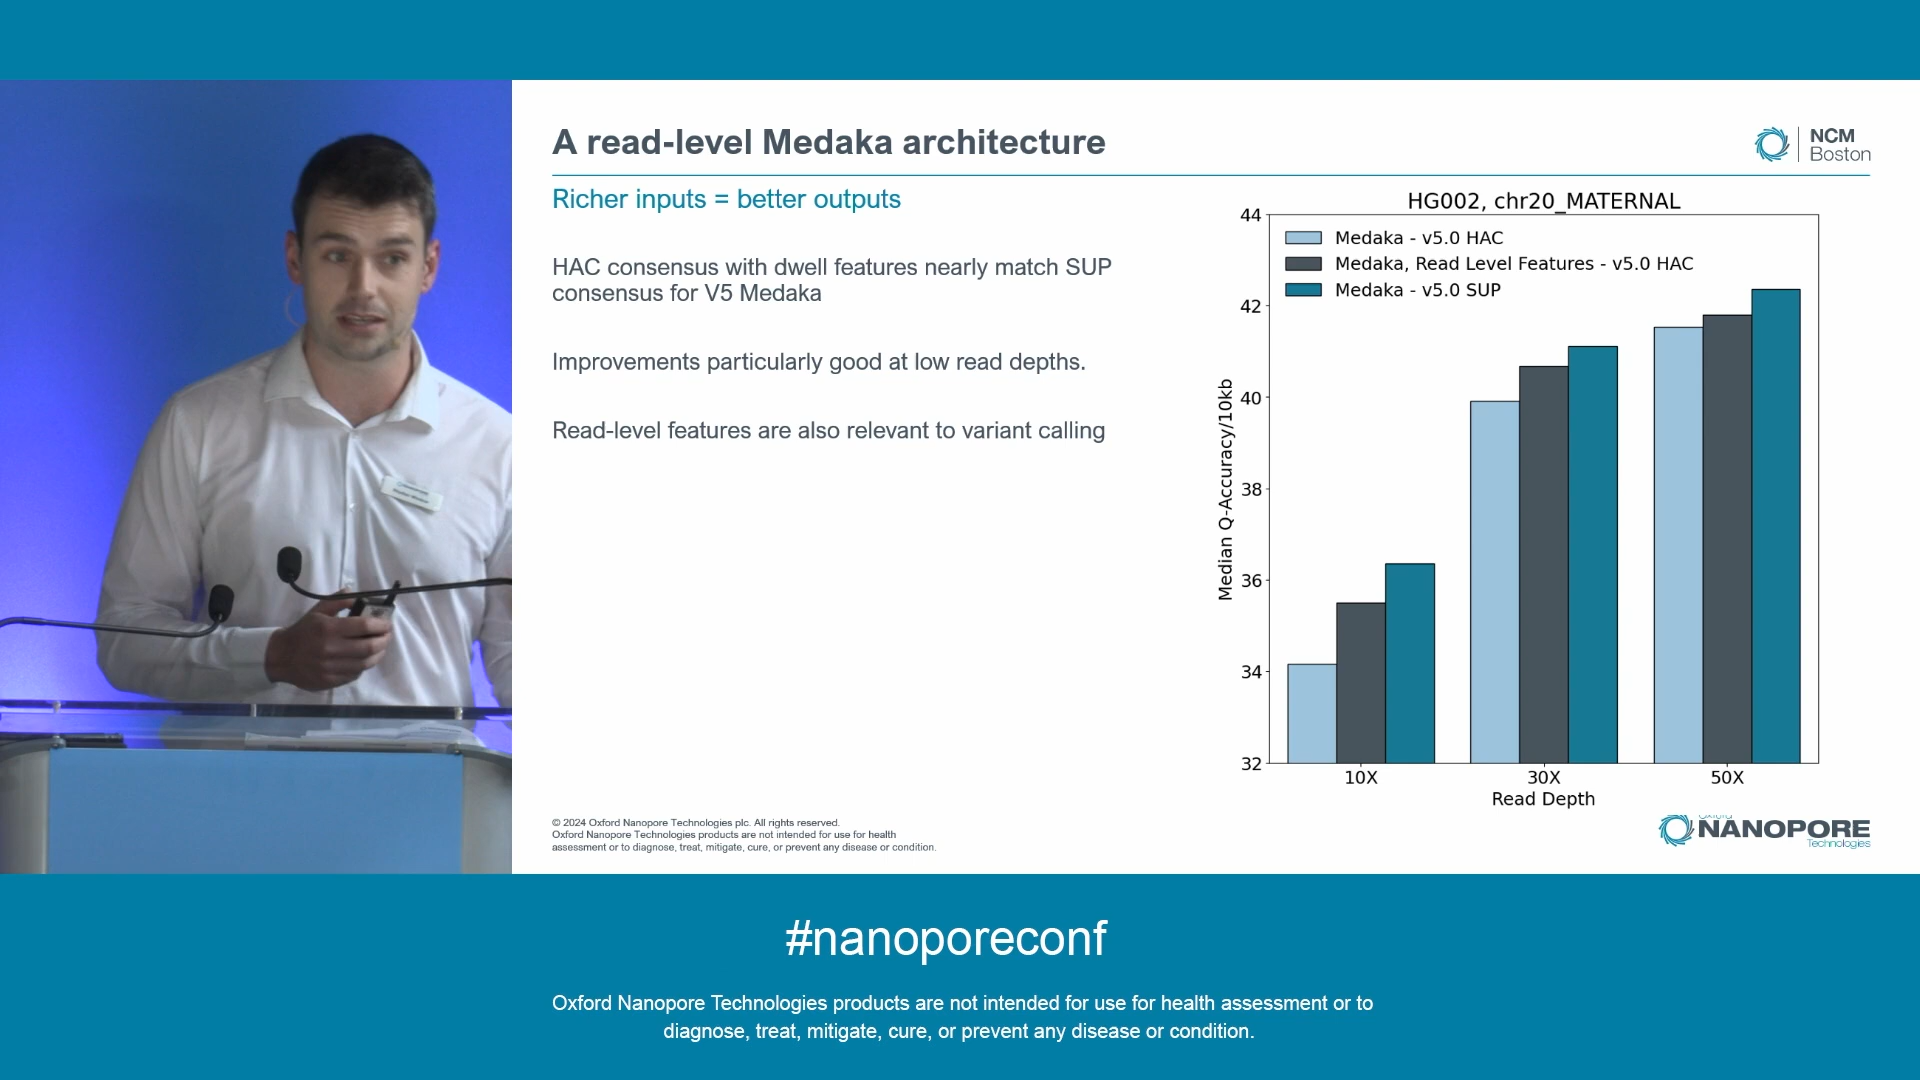 A read-level Medaka architecture
NCM
Boston
Richer inputs = better outputs
HAC consensus with dwell features nearly match SUP
consensus for V5 Medaka
Improvements particularly good at low read depths.
Read-level features are also relevant to variant calling
HG002, chr20_MATERNAL
Medaka - v5.0 HAC
Medaka, Read Level Features - v5.0 HAC
Medaka - v5.0 SUP
Median Q-Accuracy/10kb
44
42
40
38
36
34
32
10X
30X
50X
Read Depth
© 2024 Oxford Nanopore Technologies plc. All rights reserved.
Oxford Nanopore Technologies products are not intended for use for health
assessment or to diagnose, treat, mitigate, cure, or prevent any disease or condition.
Oxford
NANOPORE
Technologies
#nanoporeconf
Oxford Nanopore Technologies products are not intended for use for health assessment or to
diagnose, treat, mitigate, cure, or prevent any disease or condition.